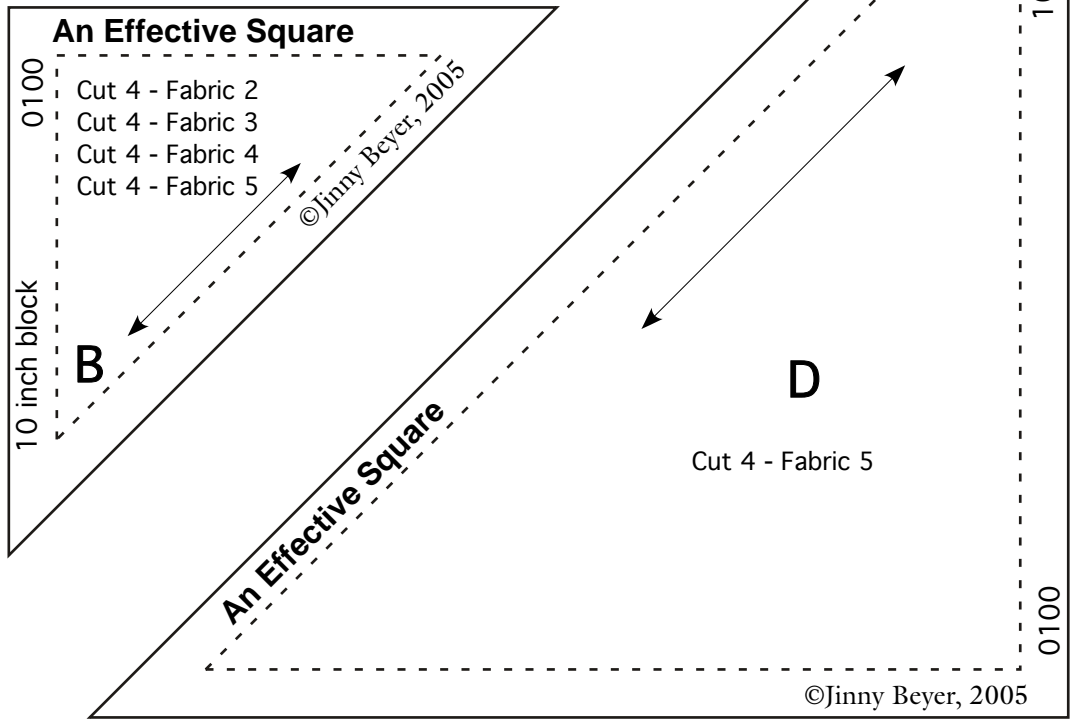 An Effective Square
0100
Cut 4 - Fabric 2
Cut 4 - Fabric 3
Cut 4 - Fabric 4
Cut 4 - Fabric 5
©Jinny Beyer, 2005
10 inch block
B
10
An Effective Square
D
Cut 4 - Fabric 5
0100
©Jinny Beyer, 2005